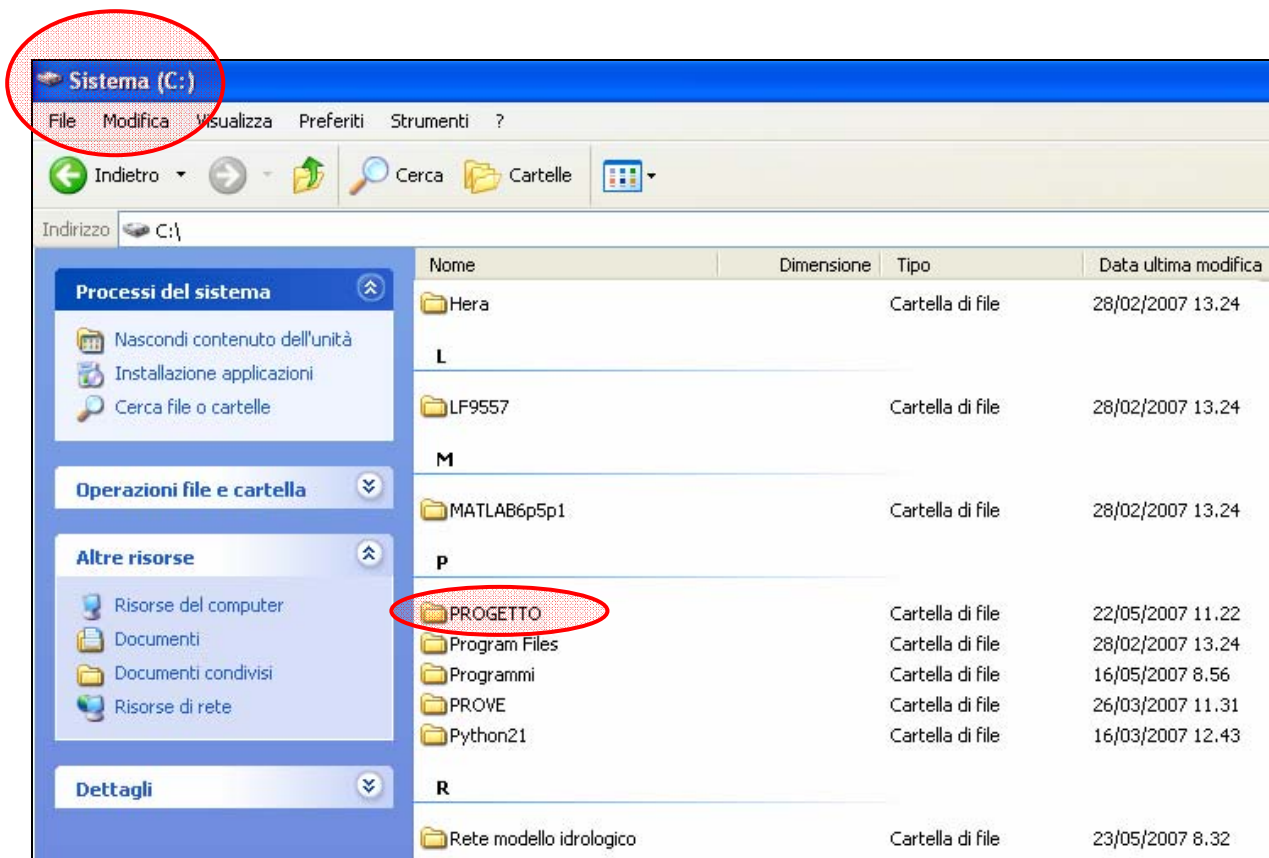 Sistema (C:)
File Modifica Visualizza Preferiti Strumenti ?
Indietro Cerca Cartelle
Indirizzo C:\
Nome Dimensione Tipo Data ultima modifica
Processi del sistema
Nascondi contenuto dell'unità
Installazione applicazioni
Cerca file o cartelle
Operazioni file e cartella
Altre risorse
Risorse del computer
Documenti
Documenti condivisi
Risorse di rete
Dettagli
Hera Cartella di file 28/02/2007 13.24
L
LF9557 Cartella di file 28/02/2007 13.24
M
MATLAB6p5p1 Cartella di file 28/02/2007 13.24
P
PROGETTO Cartella di file 22/05/2007 11.22
Program Files Cartella di file 28/02/2007 13.24
Programmi Cartella di file 16/05/2007 8.56
PROVE Cartella di file 26/03/2007 11.31
Python21 Cartella di file 16/03/2007 12.43
R
Rete modello idrologico Cartella di file 23/05/2007 8.32